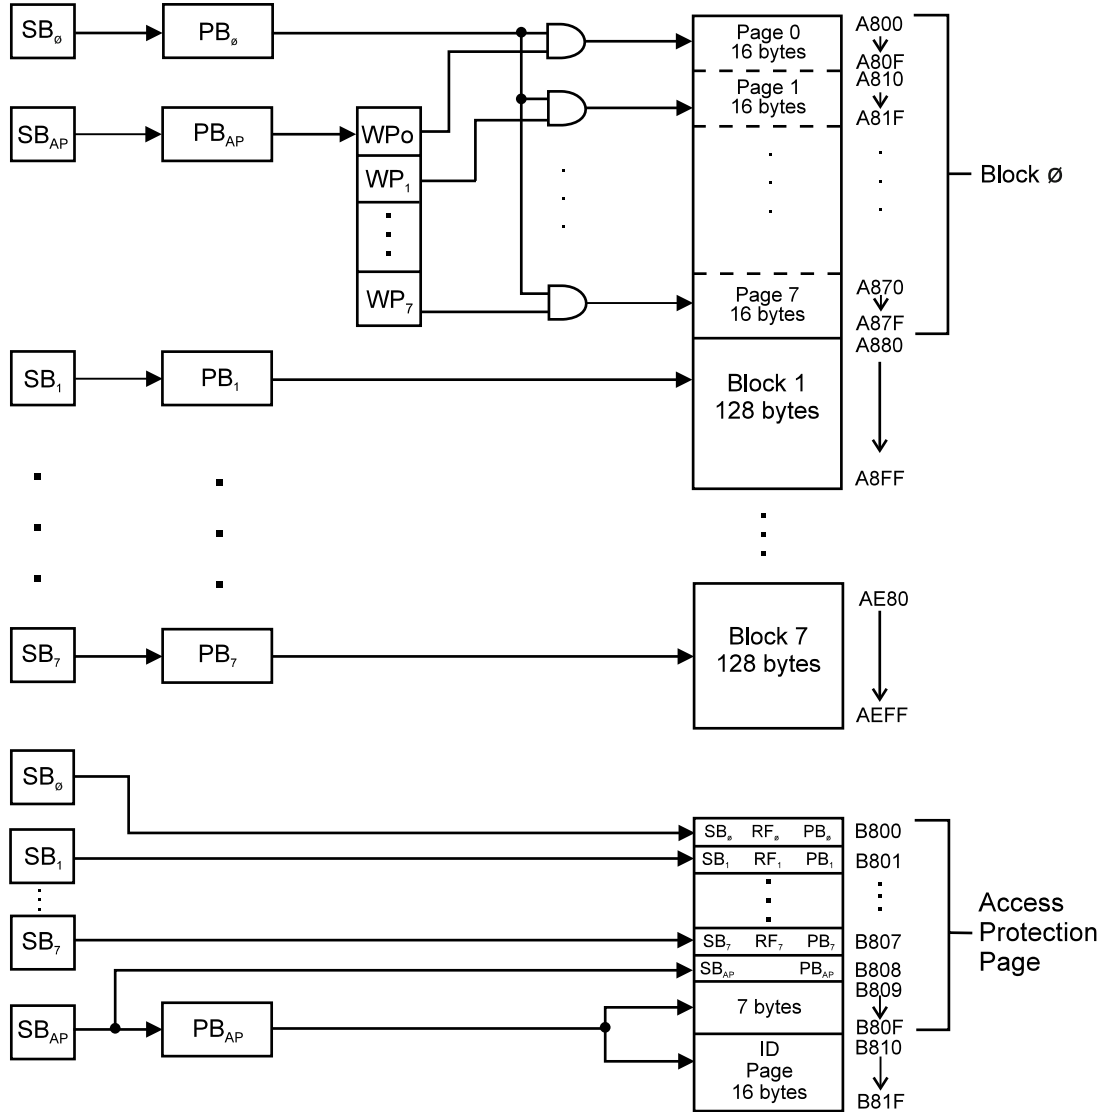 SBø
PBø
Page 0
16 bytes
A800
A80F
Page 1
16 bytes
A810
A81F
SBAP
PBAP
WPo
WP1
WP7
Block ø
Page 7
16 bytes
A870
A87F
SB1
PB1
Block 1
128 bytes
A880
A8FF
SB7
PB7
Block 7
128 bytes
AE80
AEFF
SBø
SBø RFø PBø
B800
SB1
SB1 RF1 PB1
B801
SB7
SB7 RF7 PB7
B807
Access
Protection
Page
SBAP PBAP
B808
SBAP
PBAP
7 bytes
B809
B80F
ID
Page
16 bytes
B810
B81F